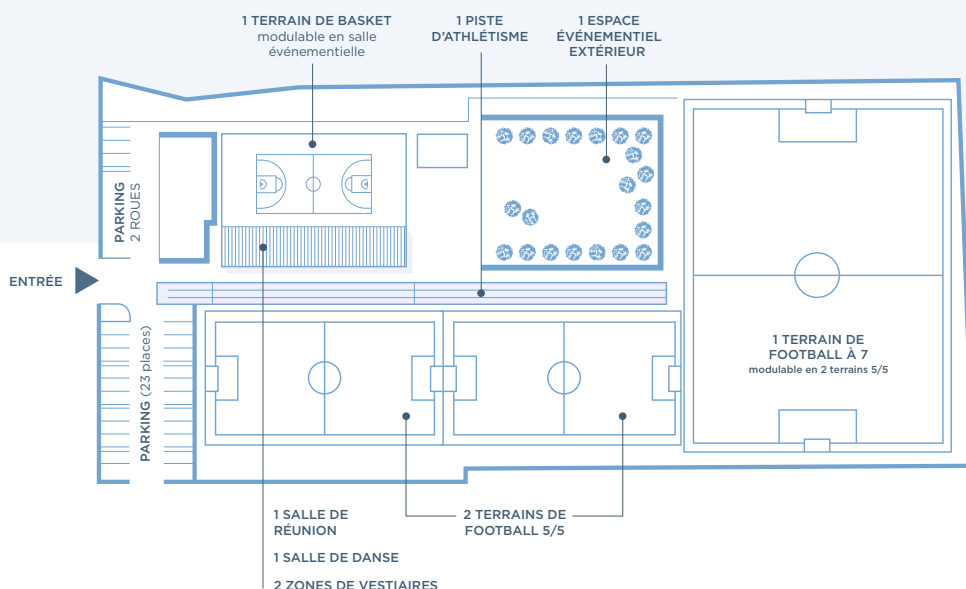 1 TERRAIN DE BASKET
modulable en salle
événementielle
1 PISTE
D'ATHLÉTISME
1 ESPACE
ÉVÉNEMENTIEL
EXTÉRIEUR
PARKING
2 ROUES
ENTRÉE
PARKING (23 places)
1 TERRAIN DE
FOOTBALL À 7
modulable en 2 terrains 5/5
1 SALLE DE
RÉUNION
1 SALLE DE DANSE
2 ZONES DE VESTIAIRES
2 TERRAINS DE
FOOTBALL 5/5